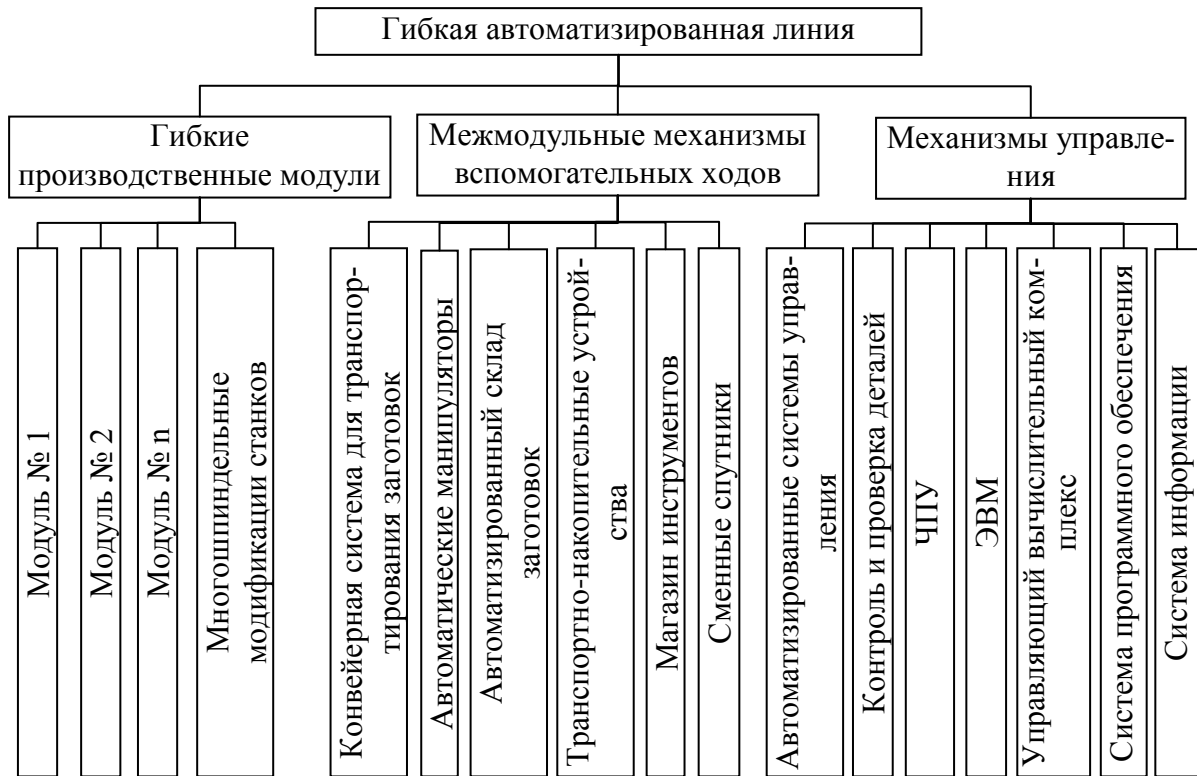 Гибкая автоматизированная линия
Гибкие
производственные модули
Межмодульные механизмы
вспомогательных ходов
Механизмы управле-
ния
Модуль № 1
Модуль № 2
Модуль № n
Многошпиндельные
модификации станков
Конвейерная система для транспор-
тирования заготовок
Автоматические манипуляторы
Автоматизированный склад
заготовок
Транспортно-накопительные устрой-
ства
Магазин инструментов
Сменные спутники
Автоматизированные системы управ-
ления
Контроль и проверка деталей
ЧПУ
ЭВМ
Управляющий вычислительный ком-
плекс
Система программного обеспечения
Система информации